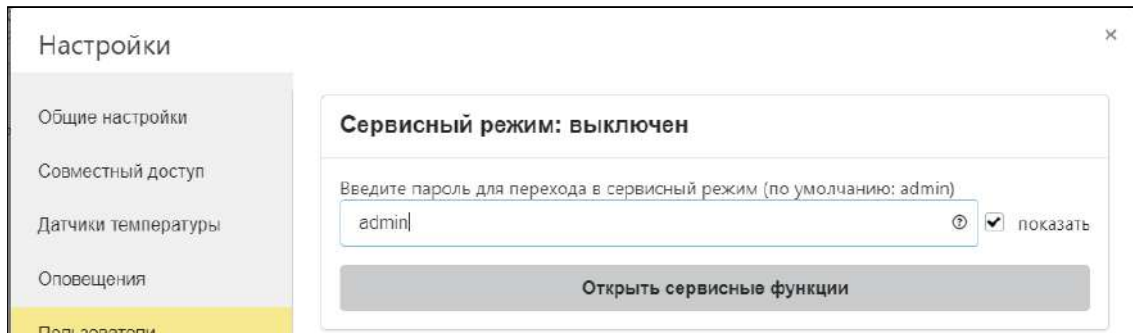 Настройки
Общие настройки
Совместный доступ
Датчики температуры
Оповещения
Пользователи
Сервисный режим: выключен
Введите пароль для перехода в сервисный режим (по умолчанию: admin)
admin
показать
Открыть сервисные функции